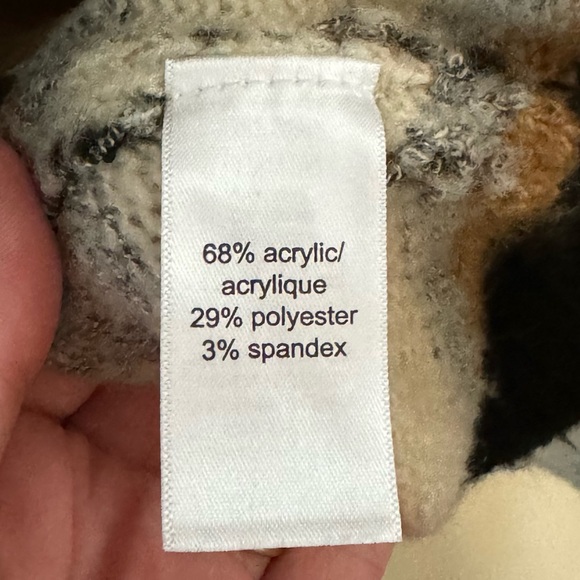 68% acrylic/
acrylique
29% polyester
3% spandex